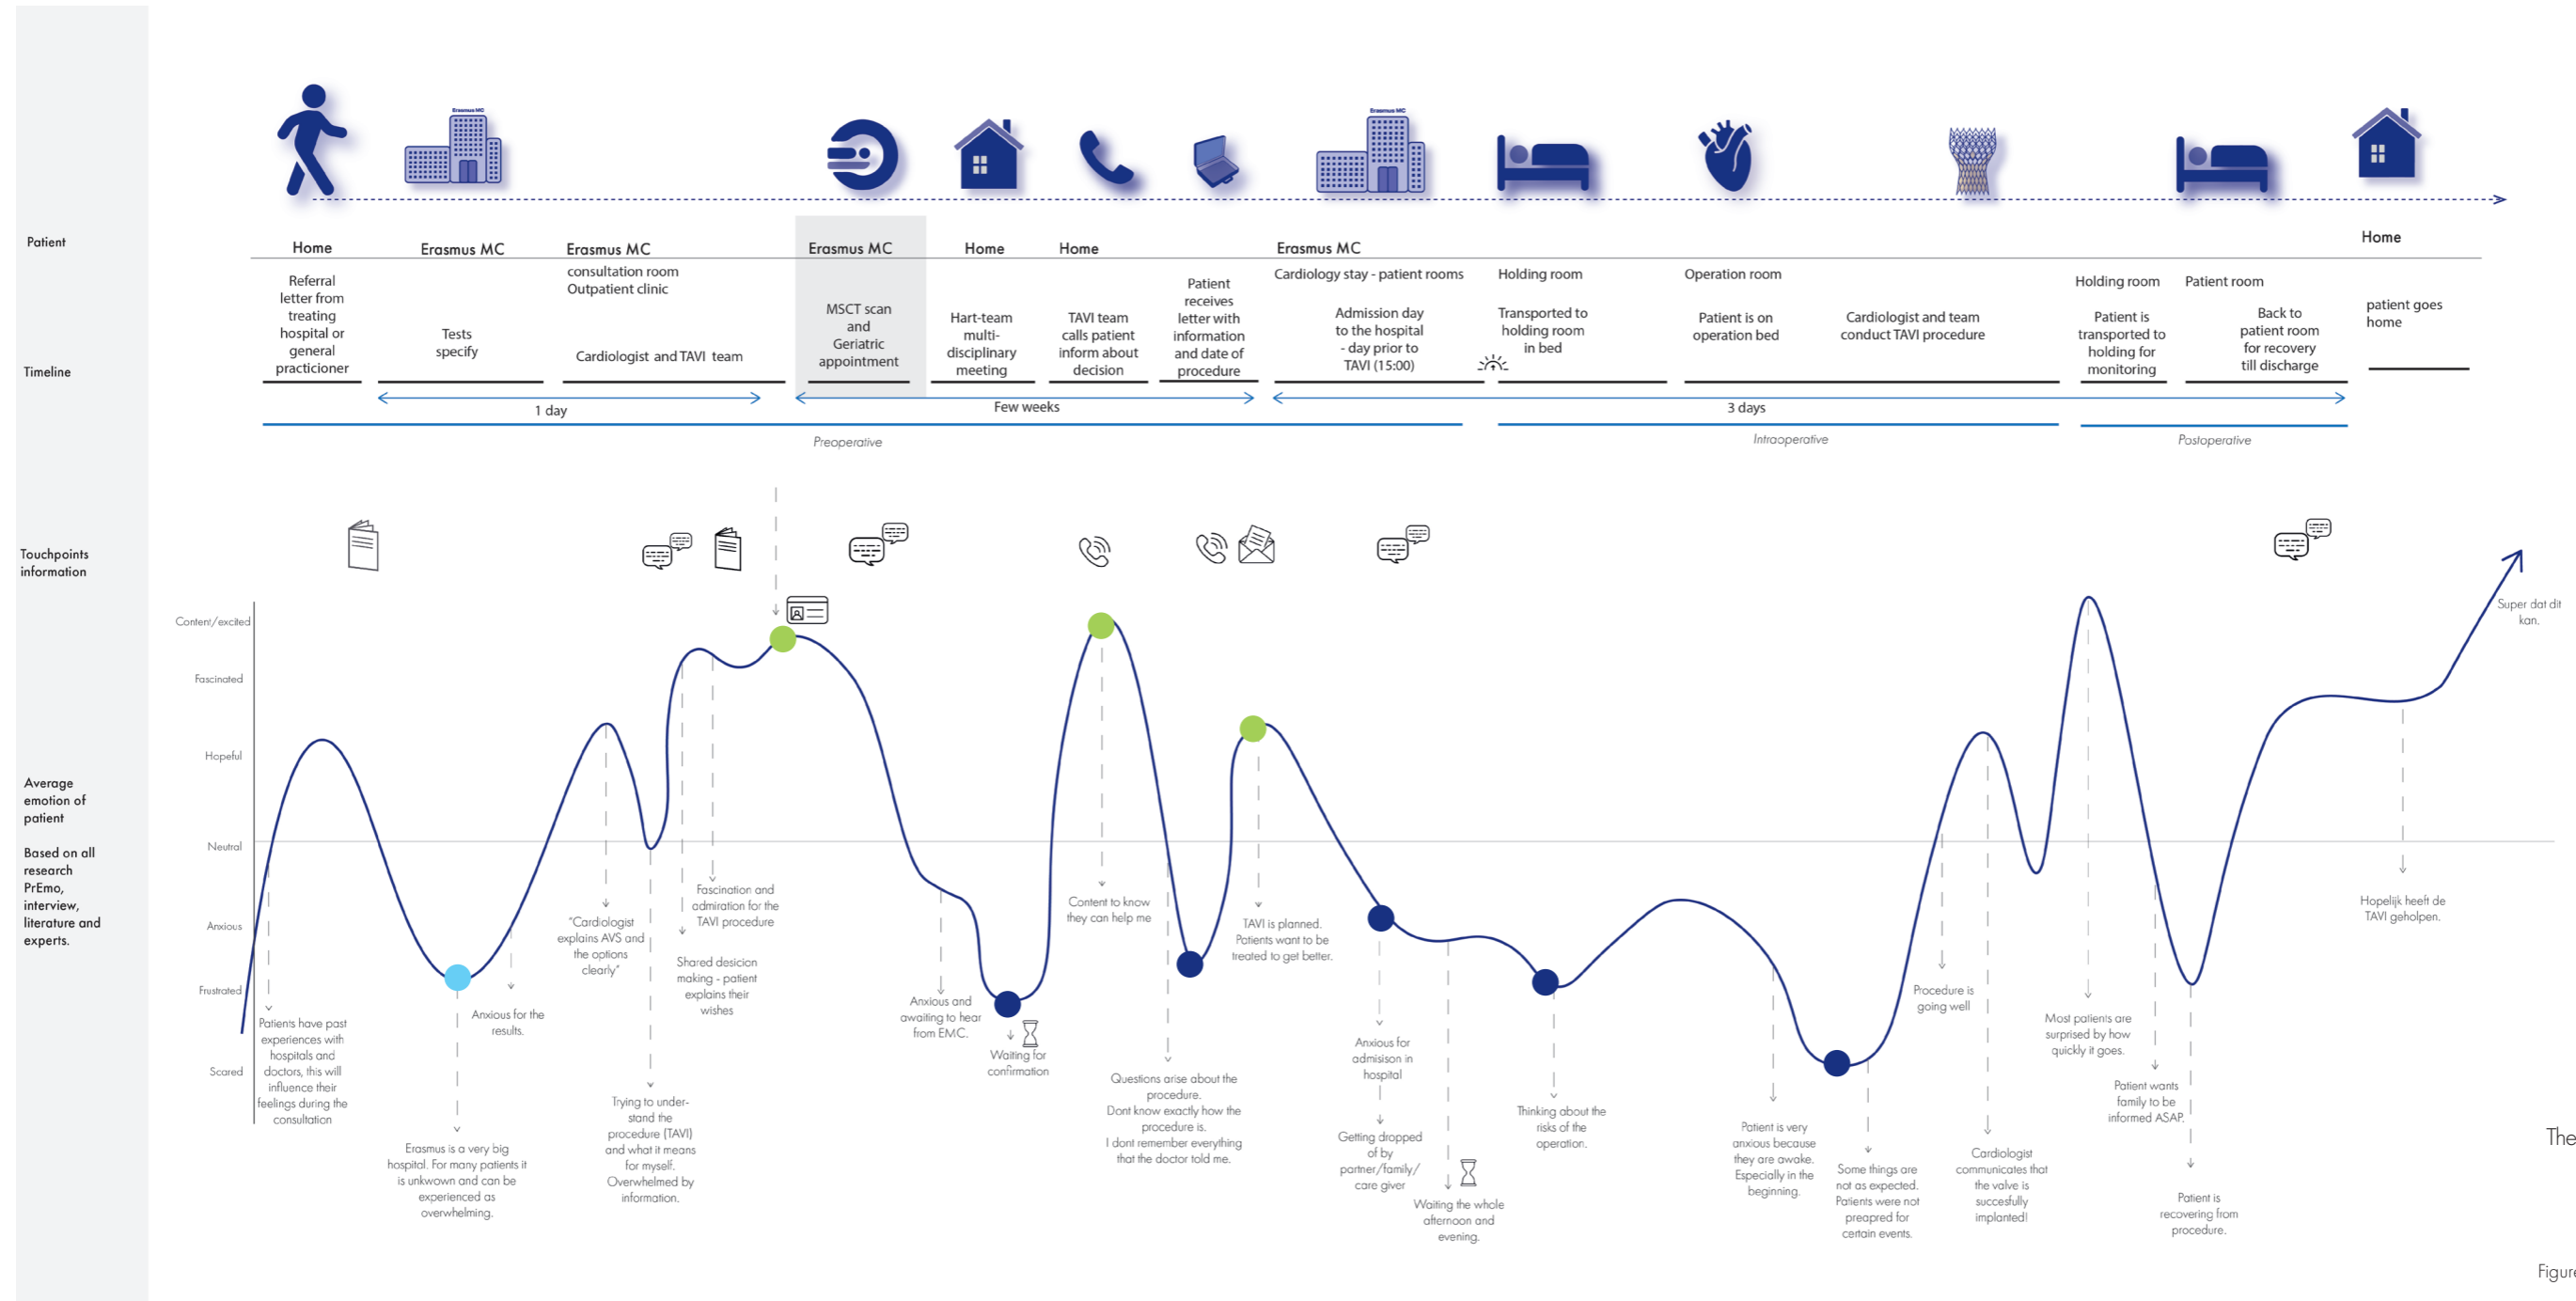 Erasmus MC
Erasmus MC
Patient
Home
Erasmus MC
Erasmus MC
Erasmus MC
Home
Home
Erasmus MC
Home
Referral
letter from
treating
hospital or
general
practicioner
Tests
specify
consultation room
Outpatient clinic
Cardiologist and TAVI team
MSCT scan
and
Geriatric
appointment
Hart-team
multi-
disciplinary
meeting
TAVI team
calls patient
inform about
decision
Patient
receives
letter with
information
and date of
procedure
Cardiology stay - patient rooms
Admission day
to the hospital
- day prior to
TAVI (15:00)
Holding room
Transported to
holding room
in bed
Operation room
Patient is on
operation bed
Cardiologist and team
conduct TAVI procedure
Holding room
Patient is
transported to
holding for
monitoring
Patient room
Back to
patient room
for recovery
till discharge
patient goes
home
Timeline
1 day
Few weeks
3 days
Preoperative
Intraoperative
Postoperative
Touchpoints
information
Average
emotion of
patient
Based on all
research
PrEmo,
interview,
literature and
experts.
Content/excited
Fascinated
Hopeful
Neutral
Anxious
Frustrated
Scared
Patients have past
experiences with
hospitals and
doctors, this will
influence their
feelings during the
consultation
Erasmus is a very big
hospital. For many patients it
is unkwown and can be
experienced as
overwhelming.
Anxious for the
results.
"Cardiologist
explains AVS and
the options
clearly"
Trying to under-
stand the
procedure (TAVI)
and what it means
for myself.
Overwhelmed by
information.
Shared desicion
making - patient
explains their
wishes
Fascination and
admiration for the
TAVI procedure
Anxious and
awaiting to hear
from EMC.
Waiting for
confirmation
Content to know
they can help me
Questions arise about the
procedure.
Dont know exactly how the
procedure is.
I dont remember everything
that the doctor told me.
TAVI is planned.
Patients want to be
treated to get better.
Anxious for
admisison in
hospital
Getting dropped
of by
partner/family/
care giver
Waiting the whole
afternoon and
evening.
Thinking about the
risks of the
operation.
Patient is very
anxious because
they are awake.
Especially in the
beginning.
Some things are
not as expected.
Patients were not
preapred for
certain events.
Procedure is
going well
Cardiologist
communicates that
the valve is
succesfully
implanted!
Most patients are
surprised by how
quickly it goes.
Patient wants
family to be
informed ASAP.
Patient is
recovering from
procedure.
Hopelijk heeft de
TAVI geholpen.
Super dat dit
kan.
The
Figure